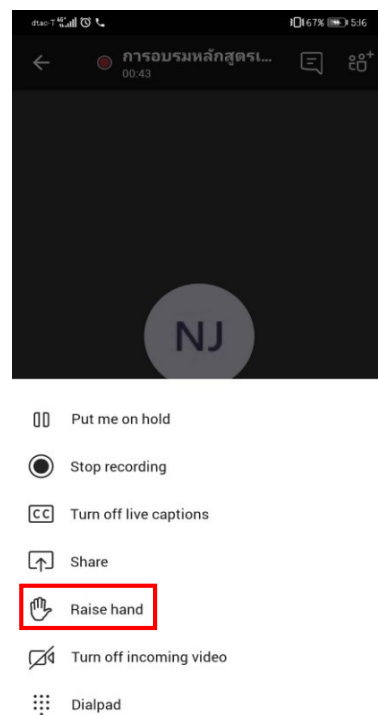 dtac-T 4G 67% 5:16
การอบรมหลักสูตรเ...
00:43
NJ
Put me on hold
Stop recording
CC Turn off live captions
Share
Raise hand
Turn off incoming video
Dialpad